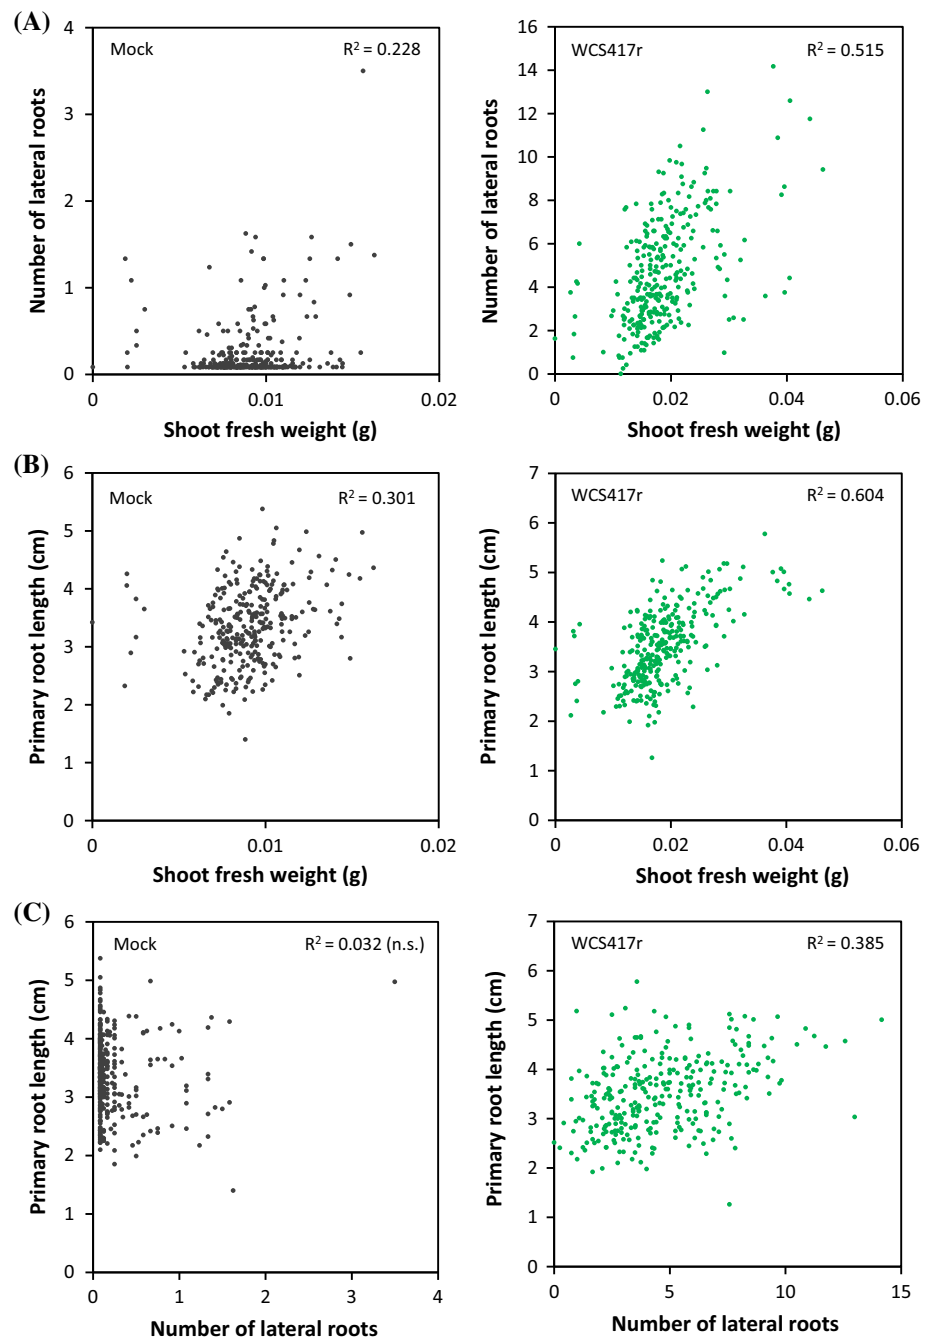 (A)
Mock R² = 0.228
Number of lateral roots
4
3
2
1
0
0 0.01 0.02
Shoot fresh weight (g)
WCS417r R² = 0.515
Number of lateral roots
16
14
12
10
8
6
4
2
0
0 0.02 0.04 0.06
Shoot fresh weight (g)
(B)
Mock R² = 0.301
Primary root length (cm)
6
5
4
3
2
1
0
0 0.01 0.02
Shoot fresh weight (g)
WCS417r R² = 0.604
Primary root length (cm)
7
6
5
4
3
2
1
0
0 0.02 0.04 0.06
Shoot fresh weight (g)
(C)
Mock R² = 0.032 (n.s.)
Primary root length (cm)
6
5
4
3
2
1
0
0 1 2 3 4
Number of lateral roots
WCS417r R² = 0.385
Primary root length (cm)
7
6
5
4
3
2
1
0
0 5 10 15
Number of lateral roots